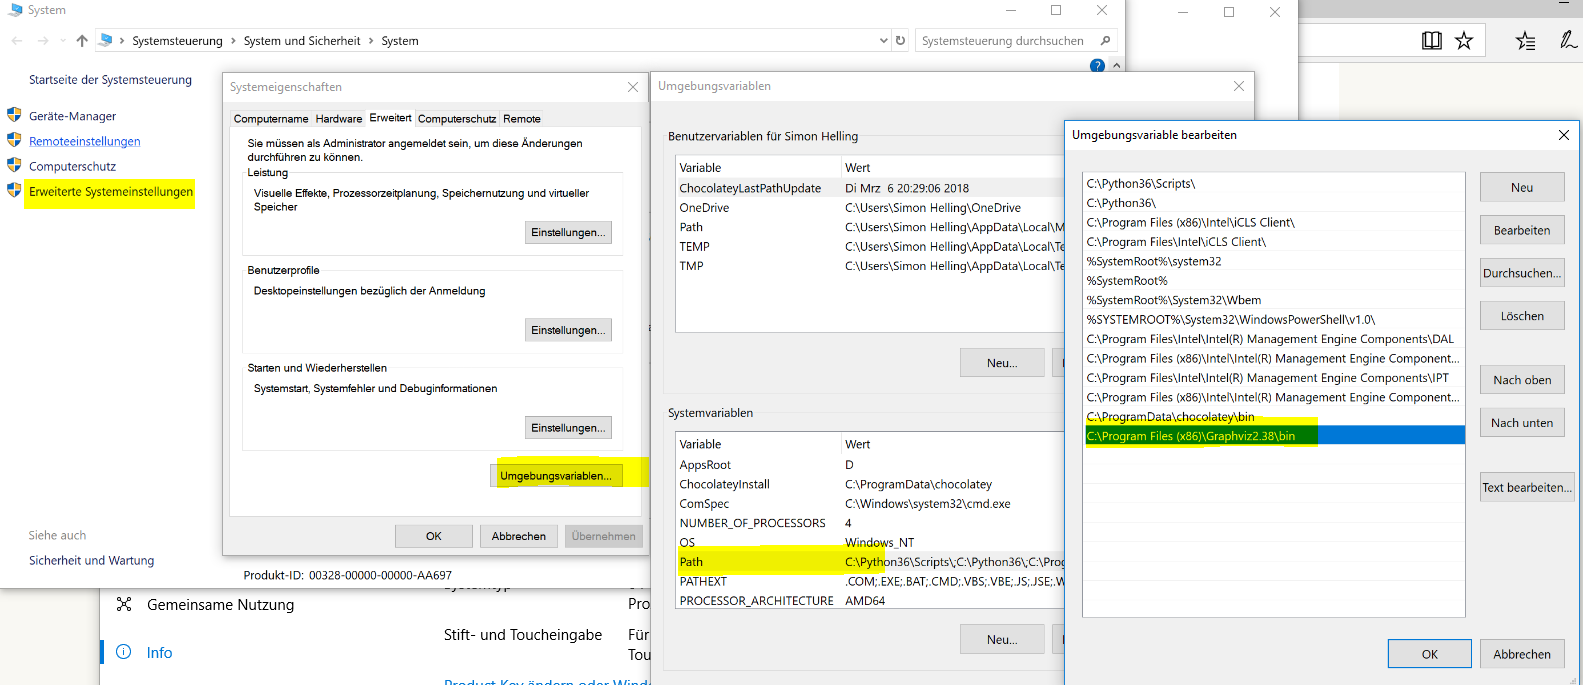 System
Systemsteuerung > System und Sicherheit > System
Systemsteuerung durchsuchen
Startseite der Systemsteuerung
Geräte-Manager
Remoteeinstellungen
Computerschutz
Erweiterte Systemeinstellungen
Siehe auch
Sicherheit und Wartung
Systemeigenschaften
Computername Hardware Erweitert Computerschutz Remote
Sie müssen als Administrator angemeldet sein, um diese Änderungen
durchführen zu können.
Leistung
Visuelle Effekte, Prozessorzeitplanung, Speichernutzung und virtueller
Speicher
Einstellungen...
Benutzerprofile
Desktopeinstellungen bezüglich der Anmeldung
Einstellungen...
Starten und Wiederherstellen
Systemstart, Systemfehler und Debuginformationen
Einstellungen...
Umgebungsvariablen...
OK Abbrechen Übernehmen
Produkt-ID: 00328-00000-00000-AA697
Gemeinsame Nutzung
Info
Pro
Stift- und Toucheingabe Für
Tou
Product Key ändern oder Wind
Umgebungsvariablen
Benutzervariablen für Simon Helling
Variable Wert
ChocolateyLastPathUpdate Di Mrz 6 20:29:06 2018
OneDrive C:\Users\Simon Helling\OneDrive
Path C:\Users\Simon Helling\AppData\Local\M
TEMP C:\Users\Simon Helling\AppData\Local\Te
TMP C:\Users\Simon Helling\AppData\Local\Te
Neu...
Systemvariablen
Variable Wert
AppsRoot D
ChocolateyInstall C:\ProgramData\chocolatey
ComSpec C:\Windows\system32\cmd.exe
NUMBER_OF_PROCESSORS 4
OS Windows_NT
Path C:\Python36\Scripts\;C:\Python36\;C:\Prog
PATHEXT .COM;.EXE;.BAT;.CMD;.VBS;.VBE;.JS;.JSE;.W
PROCESSOR_ARCHITECTURE AMD64
Neu...
Umgebungsvariable bearbeiten
C:\Python36\Scripts\
C:\Python36\
C:\Program Files (x86)\Intel\iCLS Client\
C:\Program Files\Intel\iCLS Client\
%SystemRoot%\system32
%SystemRoot%
%SystemRoot%\System32\Wbem
%SYSTEMROOT%\System32\WindowsPowerShell\v1.0\
C:\Program Files\Intel\Intel(R) Management Engine Components\DAL
C:\Program Files (x86)\Intel\Intel(R) Management Engine Component...
C:\Program Files\Intel\Intel(R) Management Engine Components\IPT
C:\Program Files (x86)\Intel\Intel(R) Management Engine Component...
C:\ProgramData\chocolatey\bin
C:\Program Files (x86)\Graphviz2.38\bin
Neu
Bearbeiten
Durchsuchen...
Löschen
Nach oben
Nach unten
Text bearbeiten...
OK Abbrechen